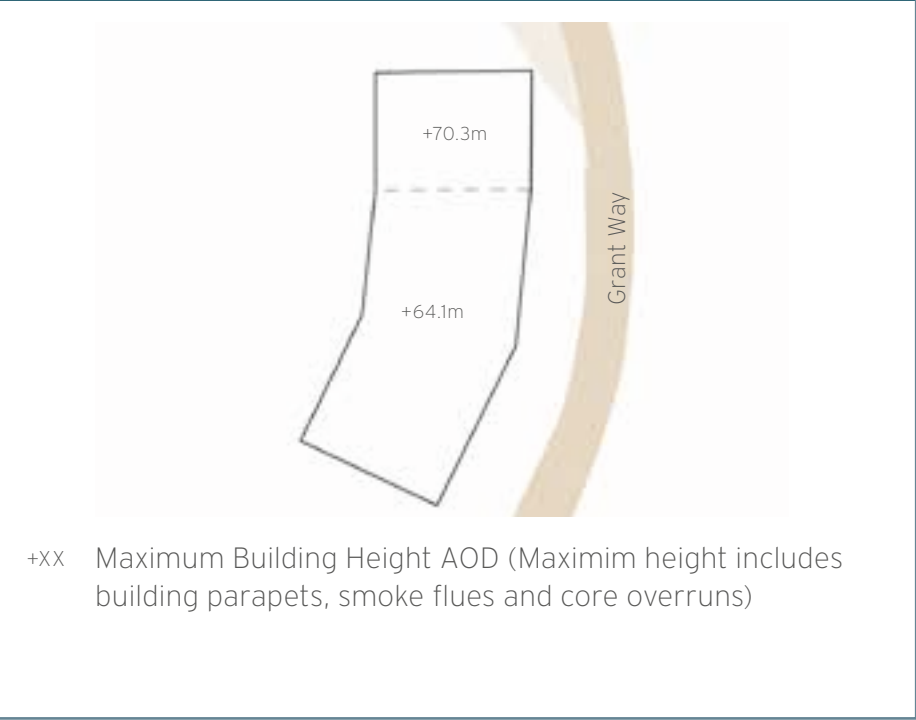 +70.3m
+64.1m
Grant Way
+XX Maximum Building Height AOD (Maximim height includes
building parapets, smoke flues and core overruns)